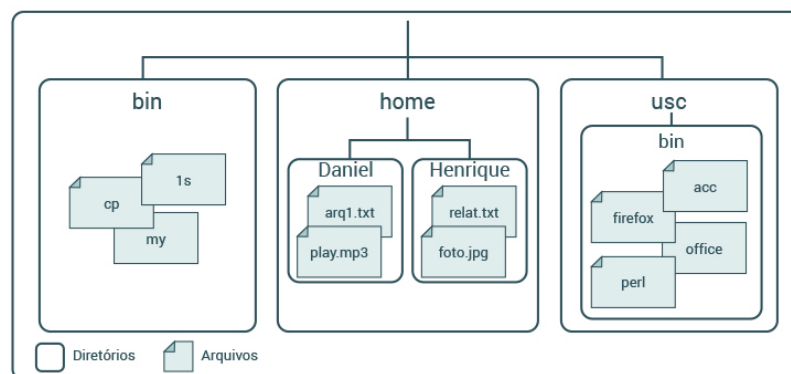 bin
1s
cp
my
home
Daniel
arq1.txt
play.mp3
Henrique
relat.txt
foto.jpg
usc
bin
acc
firefox
office
perl
Diretórios
Arquivos